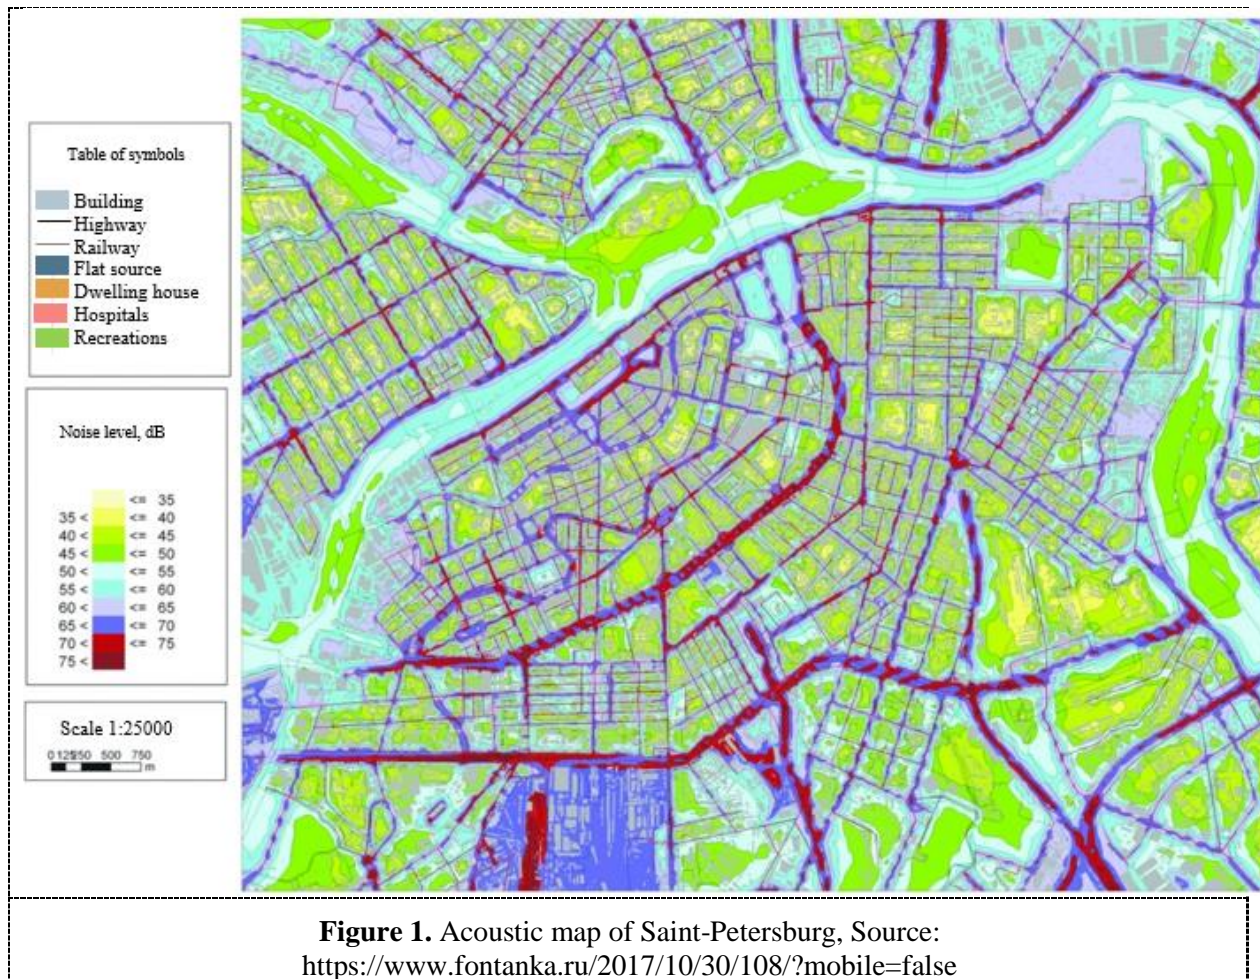 Table of symbols
Building
Highway
Railway
Flat source
Dwelling house
Hospitals
Recreations
Noise level, dB
<= 35
35 < <= 40
40 < <= 45
45 < <= 50
50 < <= 55
55 < <= 60
60 < <= 65
65 < <= 70
70 < <= 75
75 <
Scale 1:25000
0 125250 500 750
m
Figure 1. Acoustic map of Saint-Petersburg, Source:
https://www.fontanka.ru/2017/10/30/108/?mobile=false